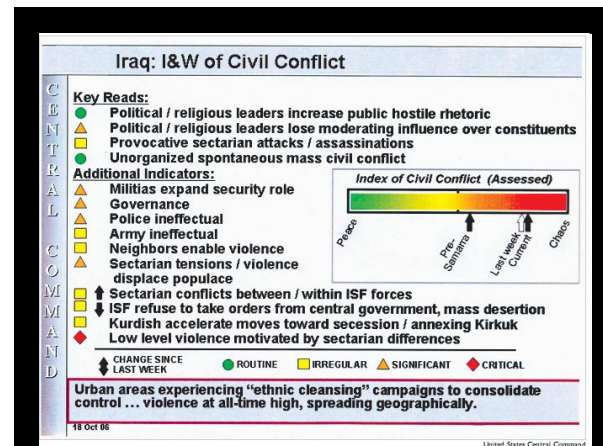 Iraq: I&W of Civil Conflict
CENTRAL COMMAND
Key Reads:
Political / religious leaders increase public hostile rhetoric
Political / religious leaders lose moderating influence over constituents
Provocative sectarian attacks / assassinations
Unorganized spontaneous mass civil conflict
Additional Indicators:
Militias expand security role
Governance
Police ineffectual
Army ineffectual
Neighbors enable violence
Sectarian tensions / violence
displace populace
Sectarian conflicts between / within ISF forces
ISF refuse to take orders from central government, mass desertion
Kurdish accelerate moves toward secession / annexing Kirkuk
Low level violence motivated by sectarian differences
Index of Civil Conflict (Assessed)
Peace
Pre-
Samarra
Last week
Current
Chaos
CHANGE SINCE
LAST WEEK
ROUTINE
IRREGULAR
SIGNIFICANT
CRITICAL
Urban areas experiencing “ethnic cleansing” campaigns to consolidate
control ... violence at all-time high, spreading geographically.
18 Oct 06
United States Central Command